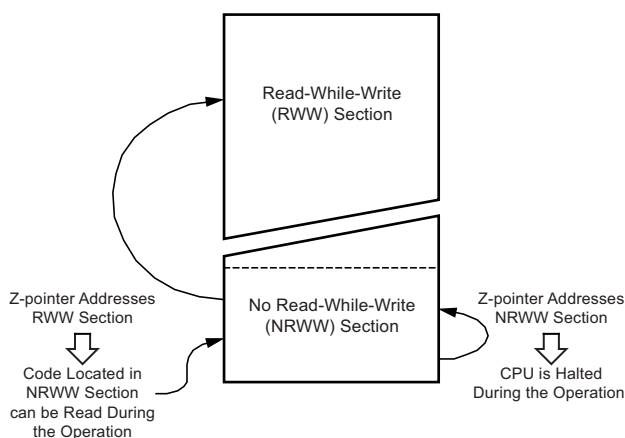 Read-While-Write
(RWW) Section
Z-pointer Addresses
RWW Section
Code Located in
NRWW Section
can be Read During
the Operation
No Read-While-Write
(NRWW) Section
Z-pointer Addresses
NRWW Section
CPU is Halted
During the Operation